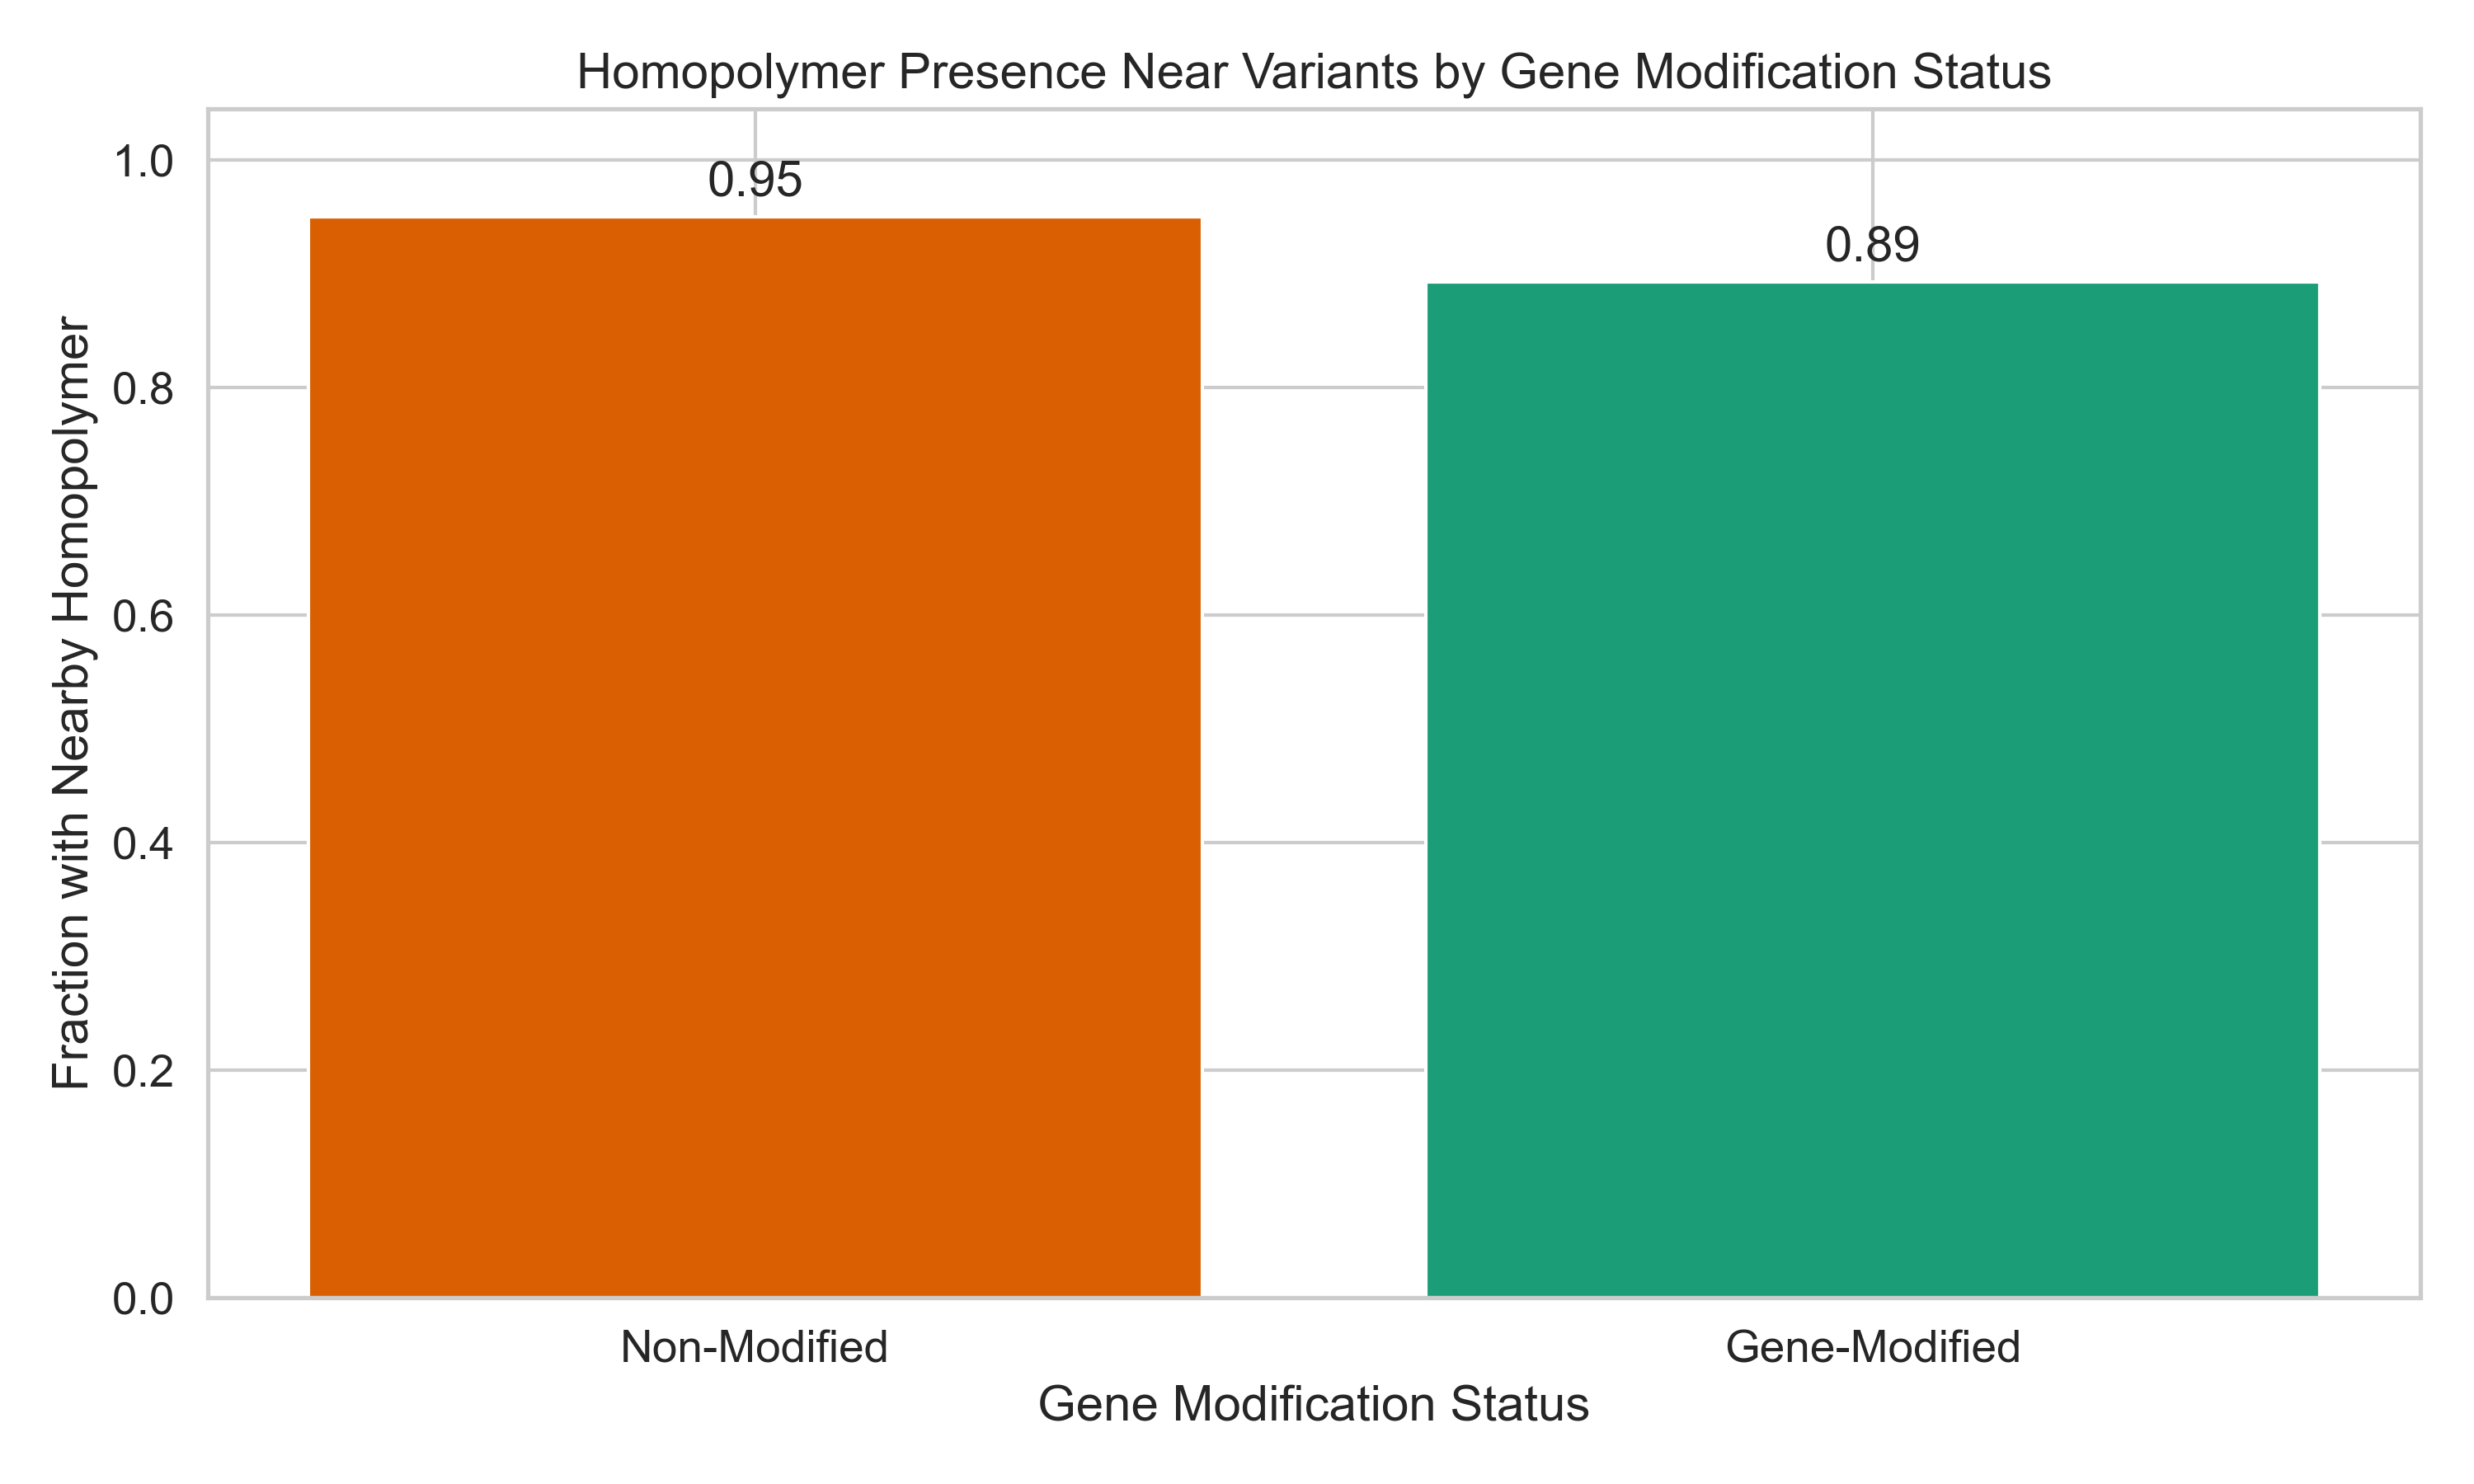 Homopolymer Presence Near Variants by Gene Modification Status
Fraction with Nearby Homopolymer
1.0
0.8
0.6
0.4
0.2
0.0
0.95
0.89
Non-Modified
Gene-Modified
Gene Modification Status